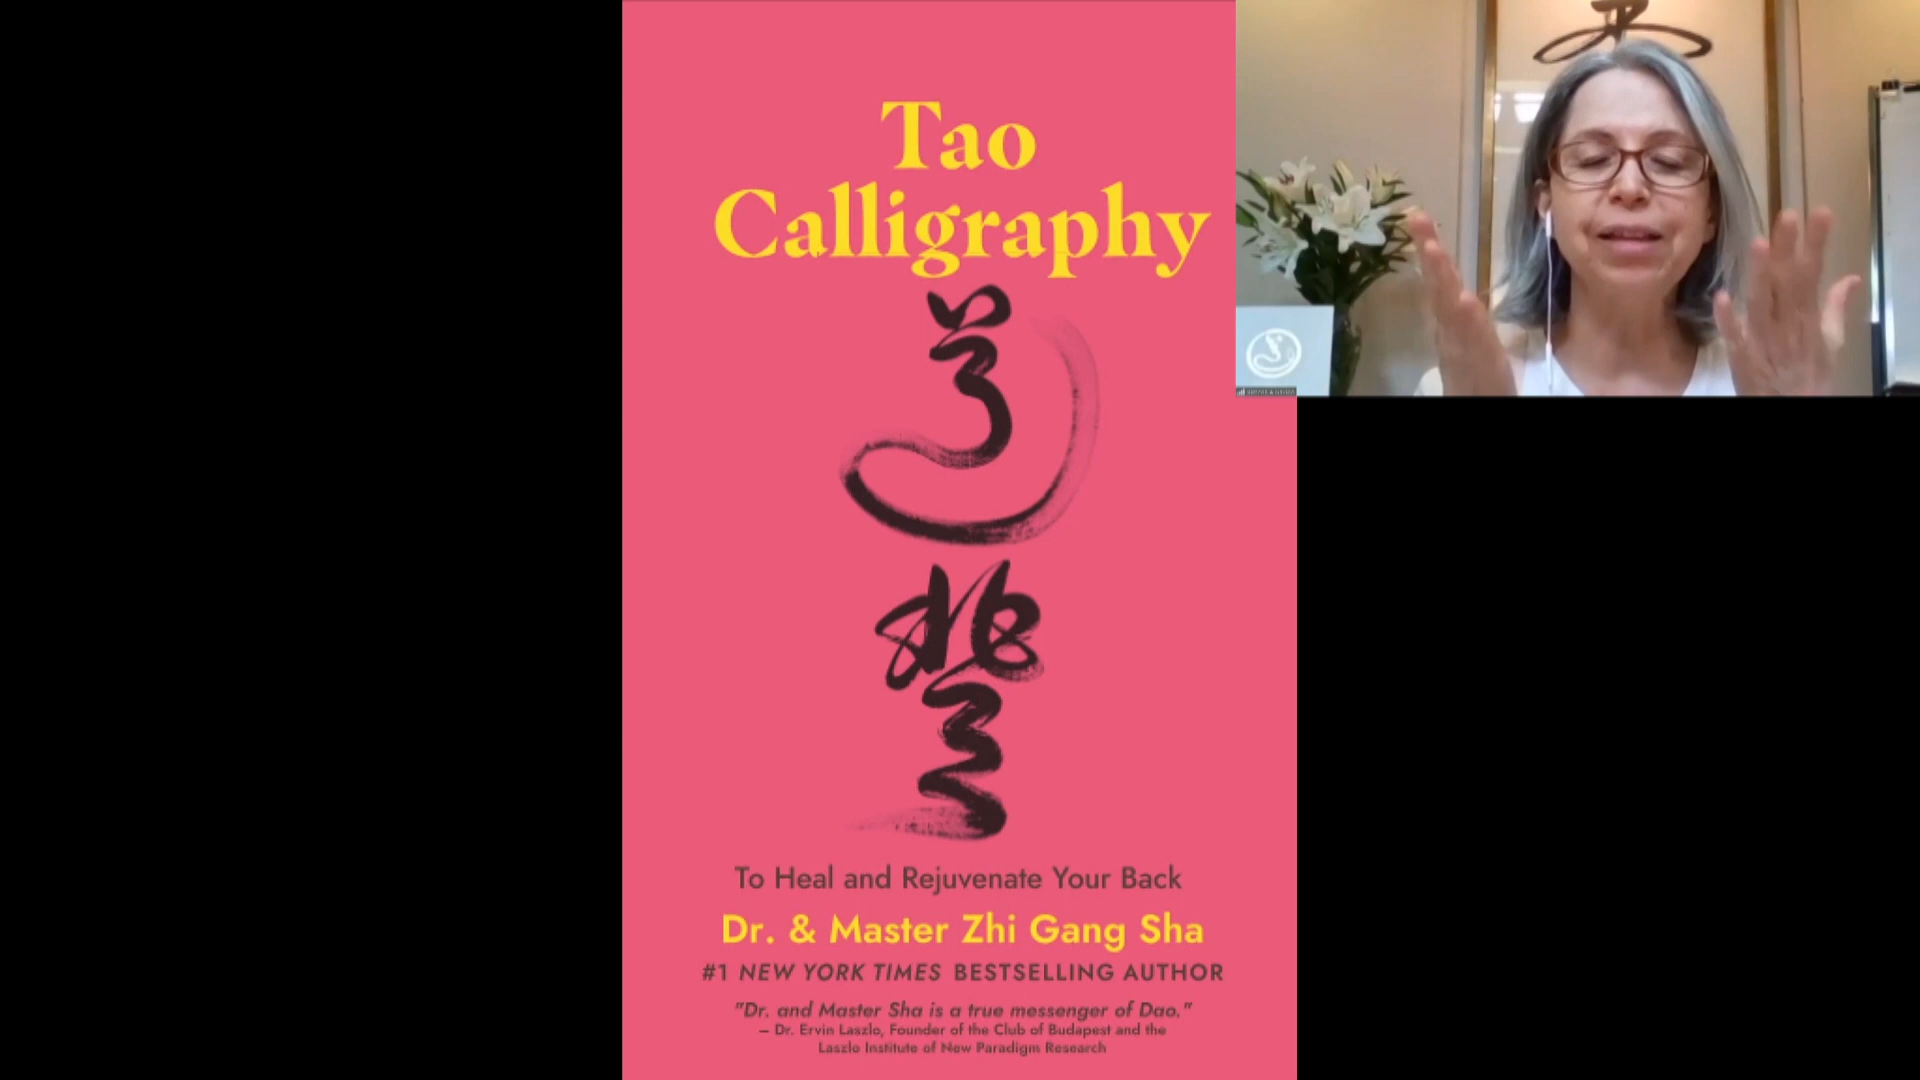 Tao
Calligraphy
To Heal and Rejuvenate Your Back
Dr. & Master Zhi Gang Sha
#1 NEW YORK TIMES BESTSELLING AUTHOR
"Dr. and Master Sha is a true messenger of Dao."
– Dr. Ervin Laszlo, Founder of the Club of Budapest and the
Laszlo Institute of New Paradigm Research